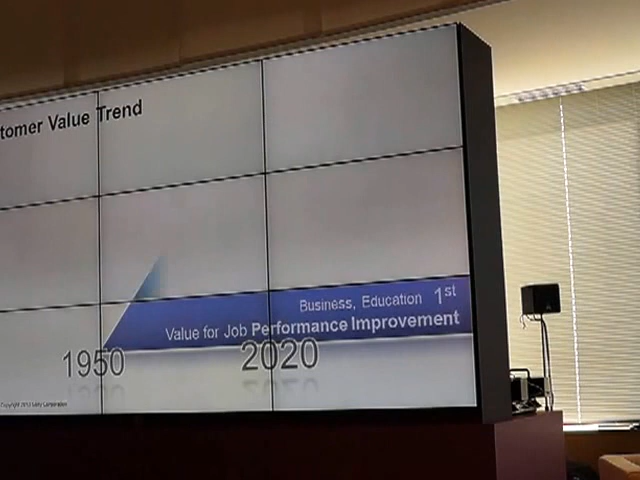 tomer Value Trend
Business, Education 1st
Value for Job Performance Improvement
1950 2020